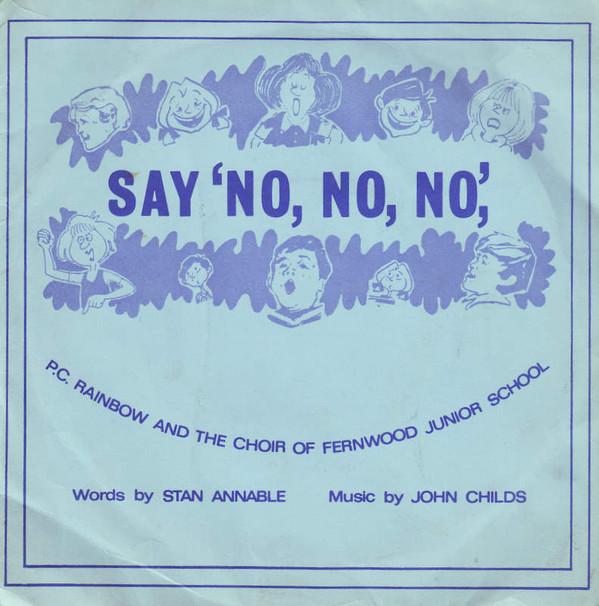 SAY ‘NO, NO, NO,’
P.C. RAINBOW AND THE CHOIR OF FERNWOOD JUNIOR SCHOOL
Words by STAN ANNABLE Music by JOHN CHILDS